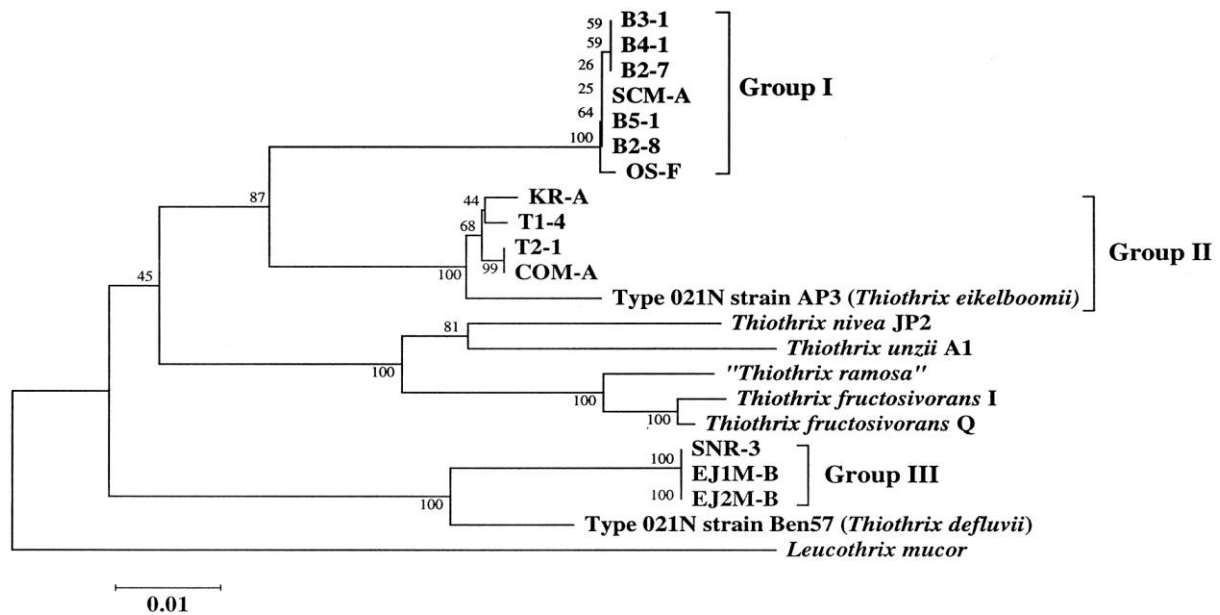 59 B3-1
59 B4-1
26 B2-7
Group I
25 SCM-A
64 B5-1
100 B2-8
OS-F
87
44 KR-A
68 T1-4
T2-1
Group II
45
100
99 COM-A
Type 021N strain AP3 (Thiothrix eikelboomii)
81 Thiothrix nivea JP2
Thiothrix unzii A1
100
"Thiothrix ramosa"
100
Thiothrix fructosivorans I
100 Thiothrix fructosivorans Q
SNR-3
100
EJ1M-B
Group III
100 EJ2M-B
100
Type 021N strain Ben57 (Thiothrix defluvii)
Leucothrix mucor
0.01